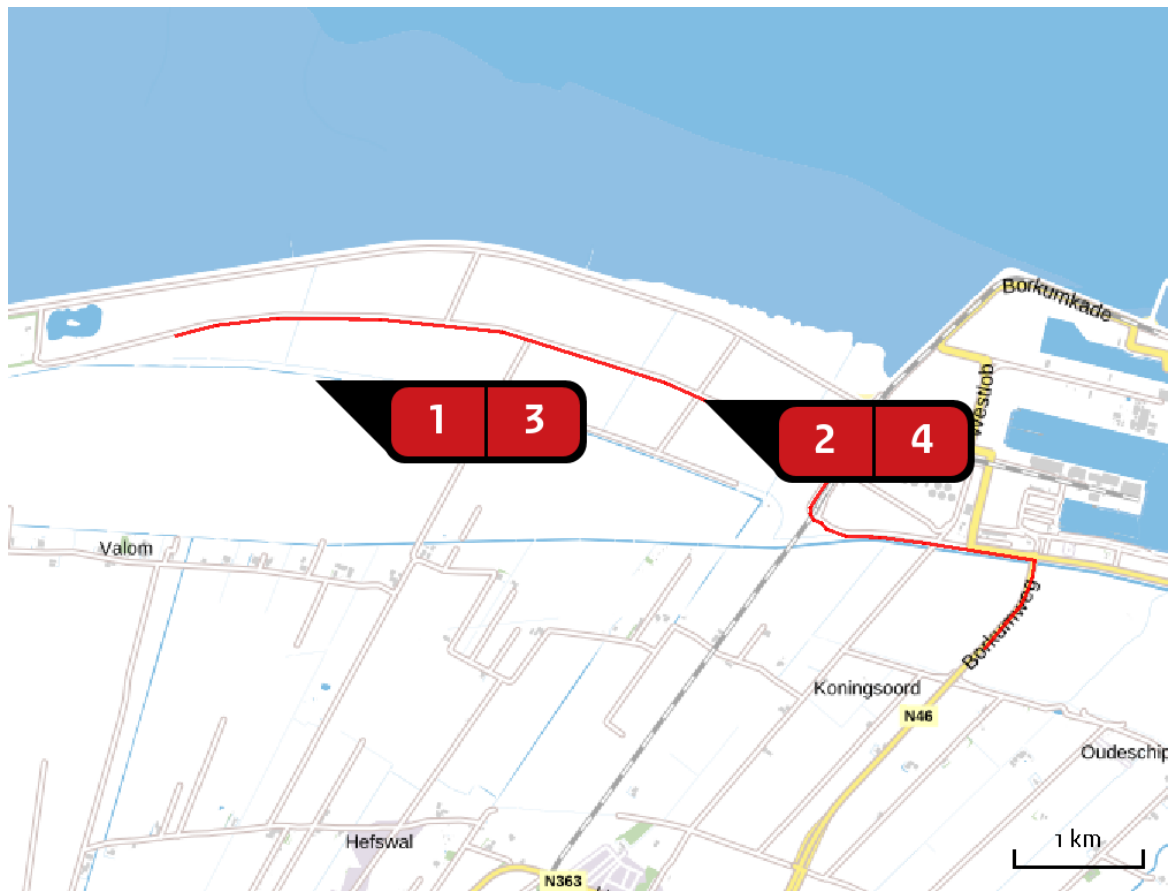 Borkumkade
Westlob
1 3
2 4
Valom
Borkumweg
Koningsoord
N46
Oudeschip
Hefswal
1 km
N363